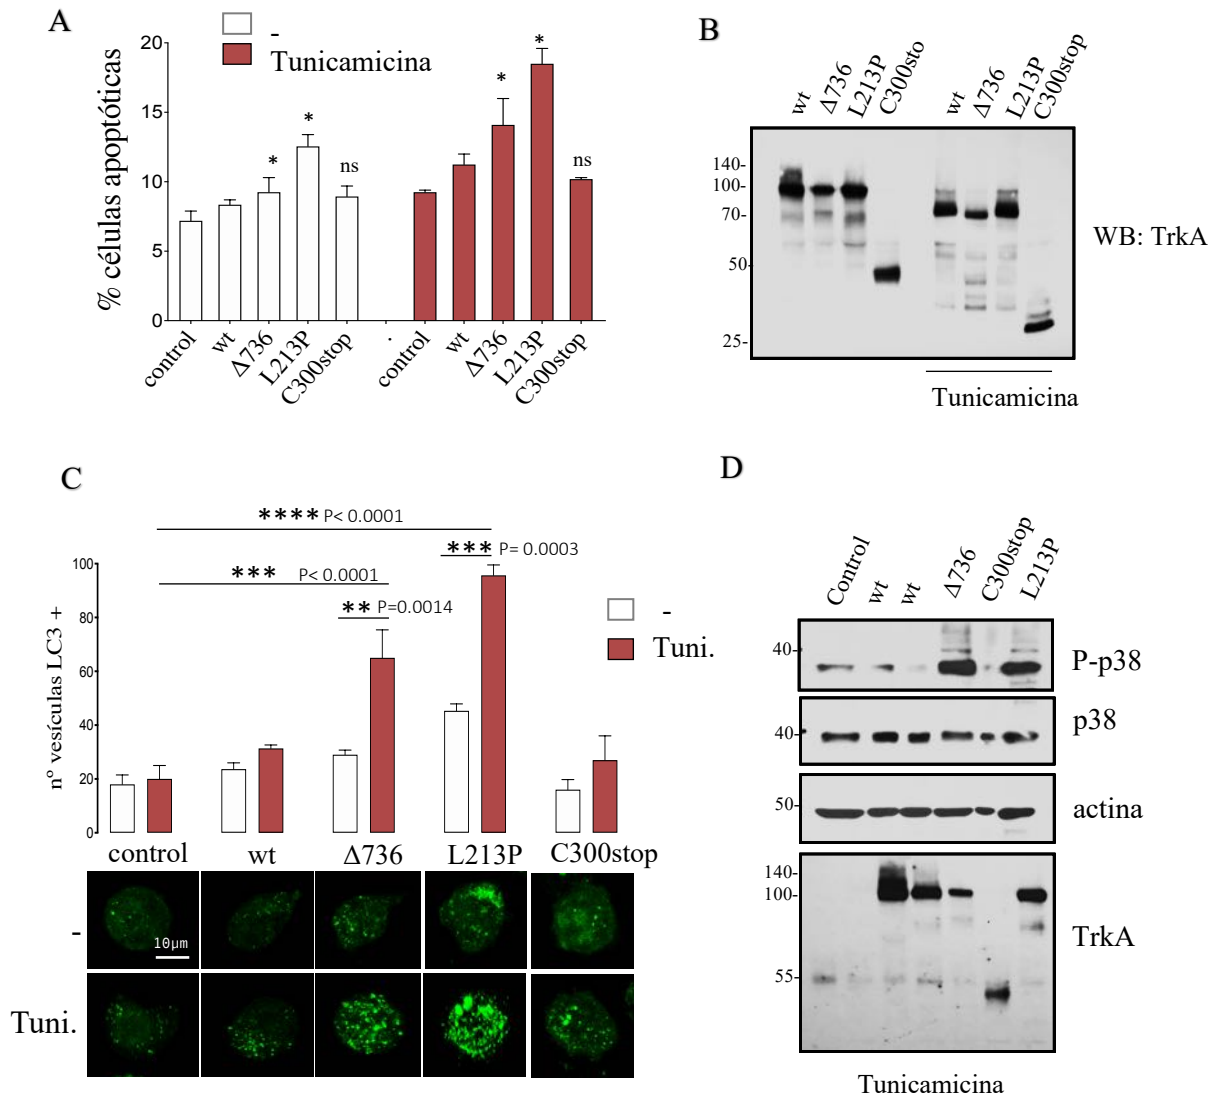 A
-
Tunicamicina
% células apoptóticas
20
15
10
5
0
*
*
ns
*
*
ns
control
wt
Δ736
L213P
C300stop
.
control
wt
Δ736
L213P
C300stop
B
wt
Δ736
L213P
C300sto
wt
Δ736
L213P
C300stop
140-
100-
70-
50-
25-
WB: TrkA
Tunicamicina
C
**** P< 0.0001
*** P= 0.0003
*** P< 0.0001
** P=0.0014
-
Tuni.
nº vesículas LC3 +
100
80
60
40
20
0
control
wt
Δ736
L213P
C300stop
-
10µm
Tuni.
D
Control
wt
wt
Δ736
C300stop
L213P
40-
P-p38
40-
p38
50-
actina
140-
100-
55-
TrkA
Tunicamicina